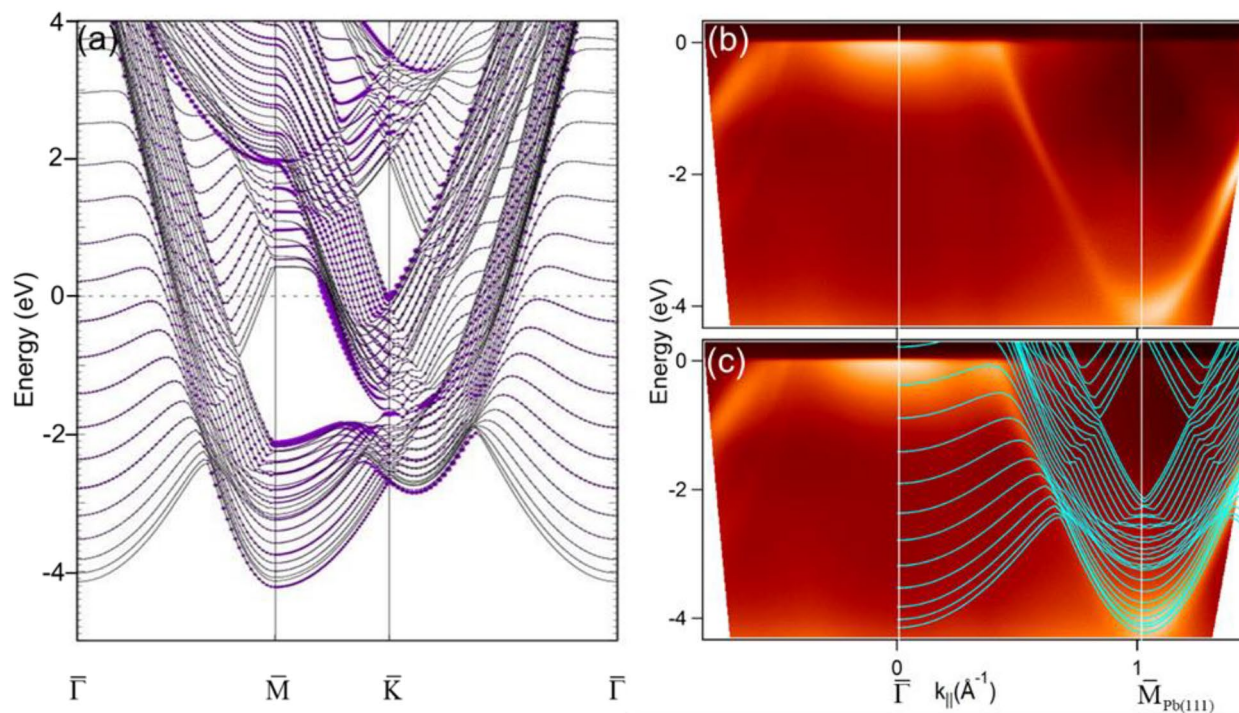 (a)
4
2
0
-2
-4
Energy (eV)
Γ̄ M̄ K̄ Γ̄
(b)
0
-2
-4
Energy (eV)
(c)
0
-2
-4
0 1
Γ̄ k||(Å⁻¹) M̄Pb(111)